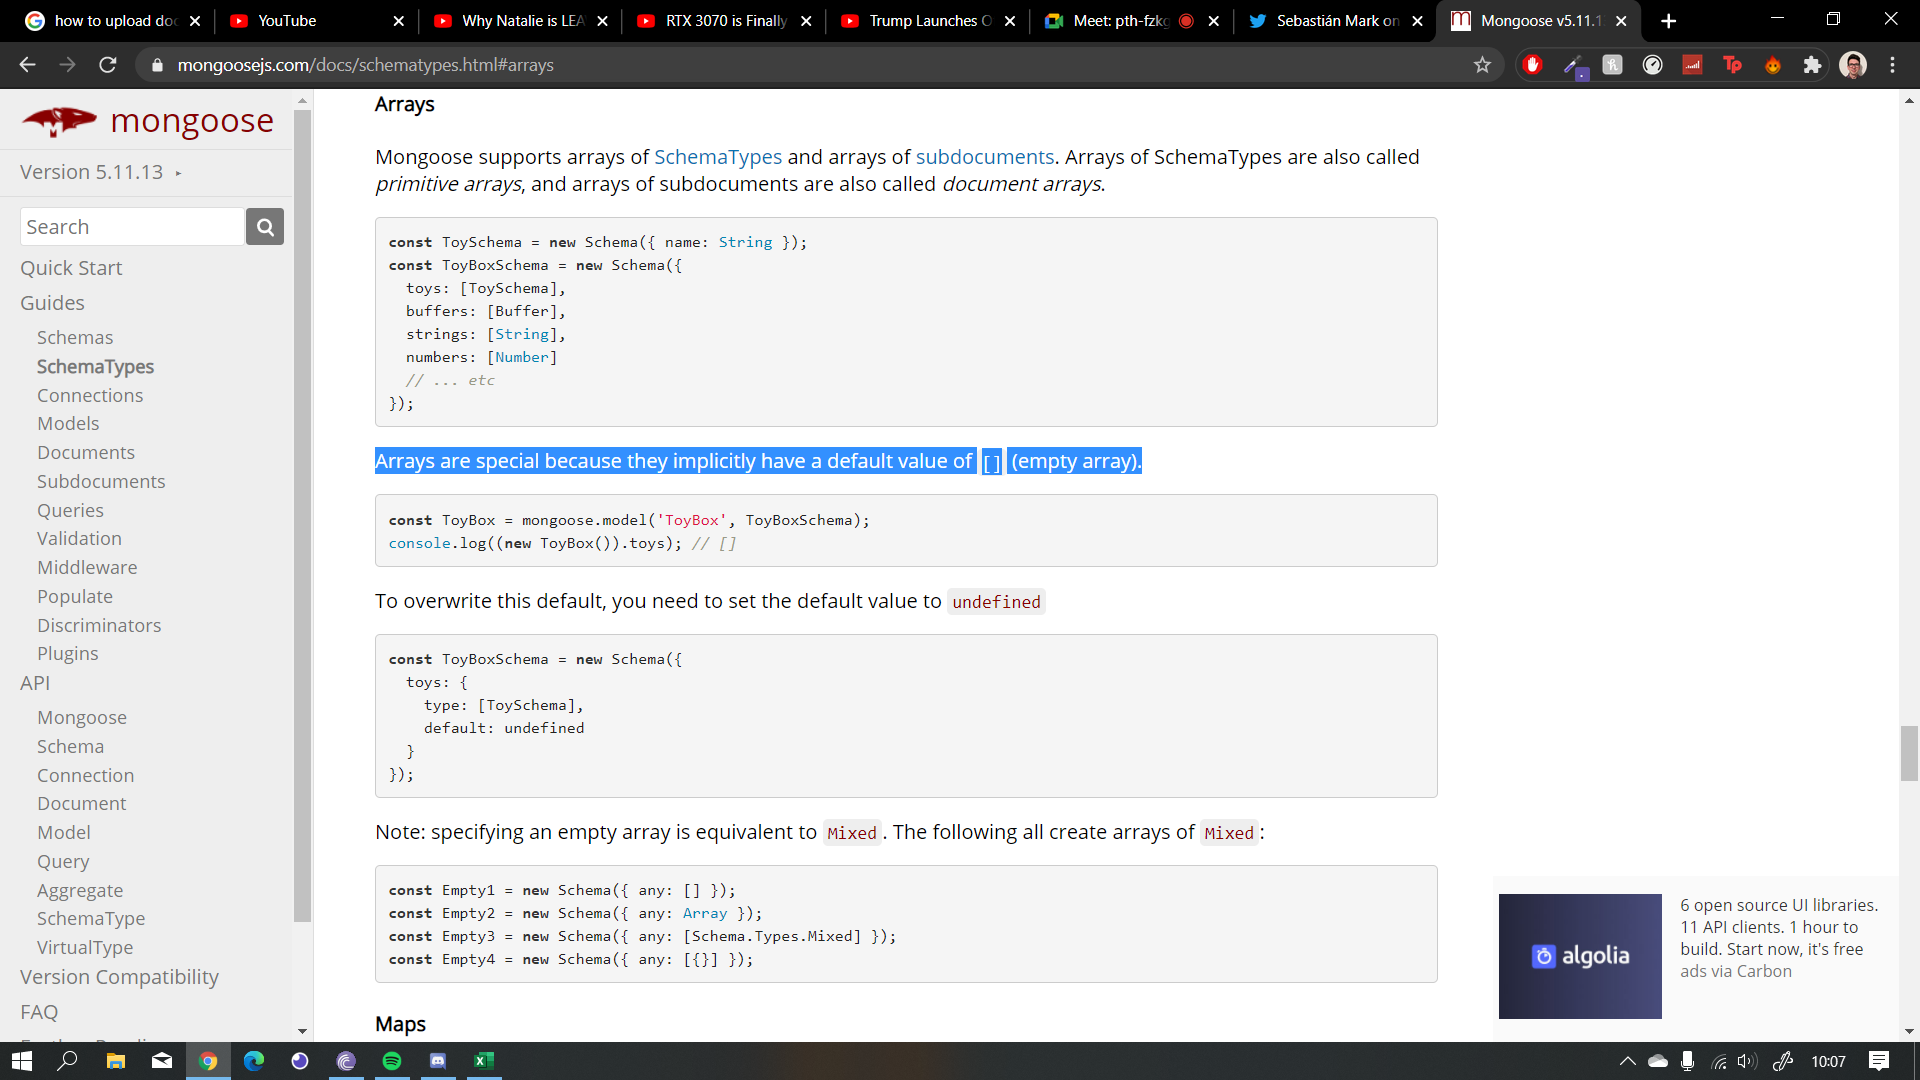 how to upload doc
YouTube
Why Natalie is LEA
RTX 3070 is Finally
Trump Launches O
Meet: pth-fzkq
Sebastián Mark on
Mongoose v5.11.1
mongoosejs.com/docs/schematypes.html#arrays
mongoose
Version 5.11.13
Search
Quick Start
Guides
Schemas
SchemaTypes
Connections
Models
Documents
Subdocuments
Queries
Validation
Middleware
Populate
Discriminators
Plugins
API
Mongoose
Schema
Connection
Document
Model
Query
Aggregate
SchemaType
VirtualType
Version Compatibility
FAQ
Arrays
Mongoose supports arrays of SchemaTypes and arrays of subdocuments. Arrays of SchemaTypes are also called
primitive arrays, and arrays of subdocuments are also called document arrays.
const ToySchema = new Schema({ name: String });
const ToyBoxSchema = new Schema({
  toys: [ToySchema],
  buffers: [Buffer],
  strings: [String],
  numbers: [Number]
  // ... etc
});
Arrays are special because they implicitly have a default value of [] (empty array).
const ToyBox = mongoose.model('ToyBox', ToyBoxSchema);
console.log((new ToyBox()).toys); // []
To overwrite this default, you need to set the default value to undefined
const ToyBoxSchema = new Schema({
  toys: {
    type: [ToySchema],
    default: undefined
  }
});
Note: specifying an empty array is equivalent to Mixed. The following all create arrays of Mixed:
const Empty1 = new Schema({ any: [] });
const Empty2 = new Schema({ any: Array });
const Empty3 = new Schema({ any: [Schema.Types.Mixed] });
const Empty4 = new Schema({ any: [{}] });
Maps
algolia
6 open source UI libraries.
11 API clients. 1 hour to
build. Start now, it's free
ads via Carbon
10:07